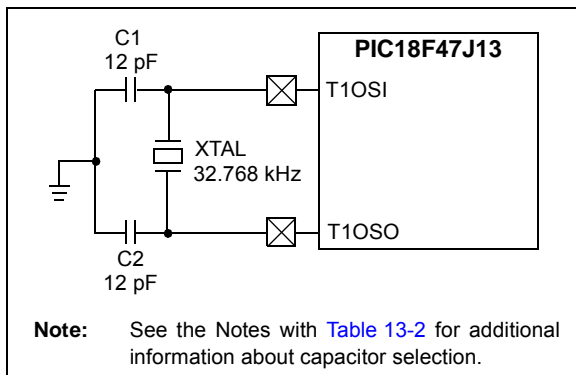 C1
12 pF
PIC18F47J13
T1OSI
XTAL
32.768 kHz
T1OSO
C2
12 pF
Note: See the Notes with Table 13-2 for additional
information about capacitor selection.